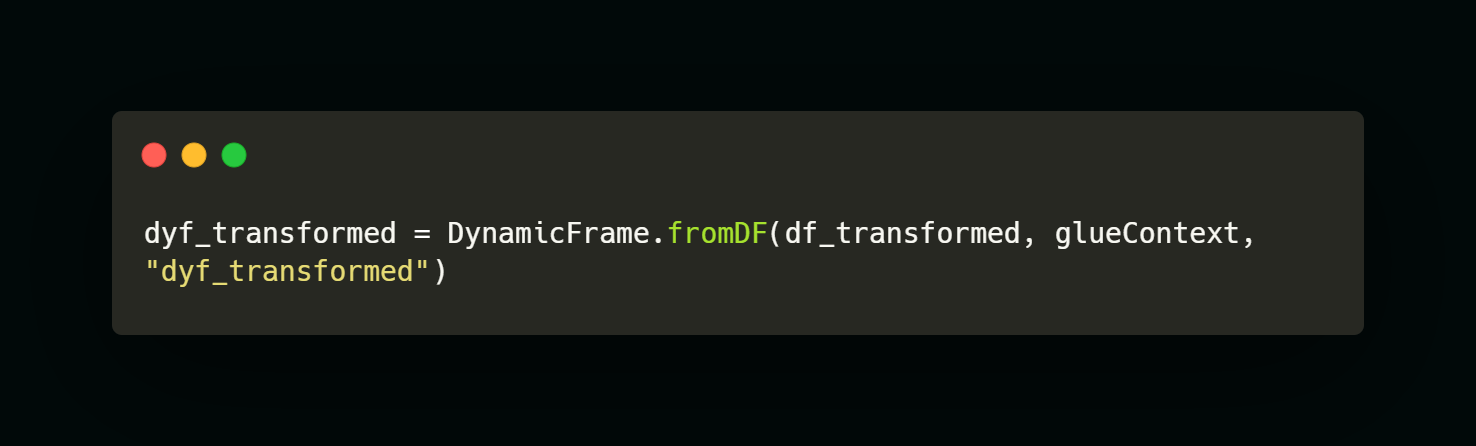 dyf_transformed = DynamicFrame.fromDF(df_transformed, glueContext,
"dyf_transformed")